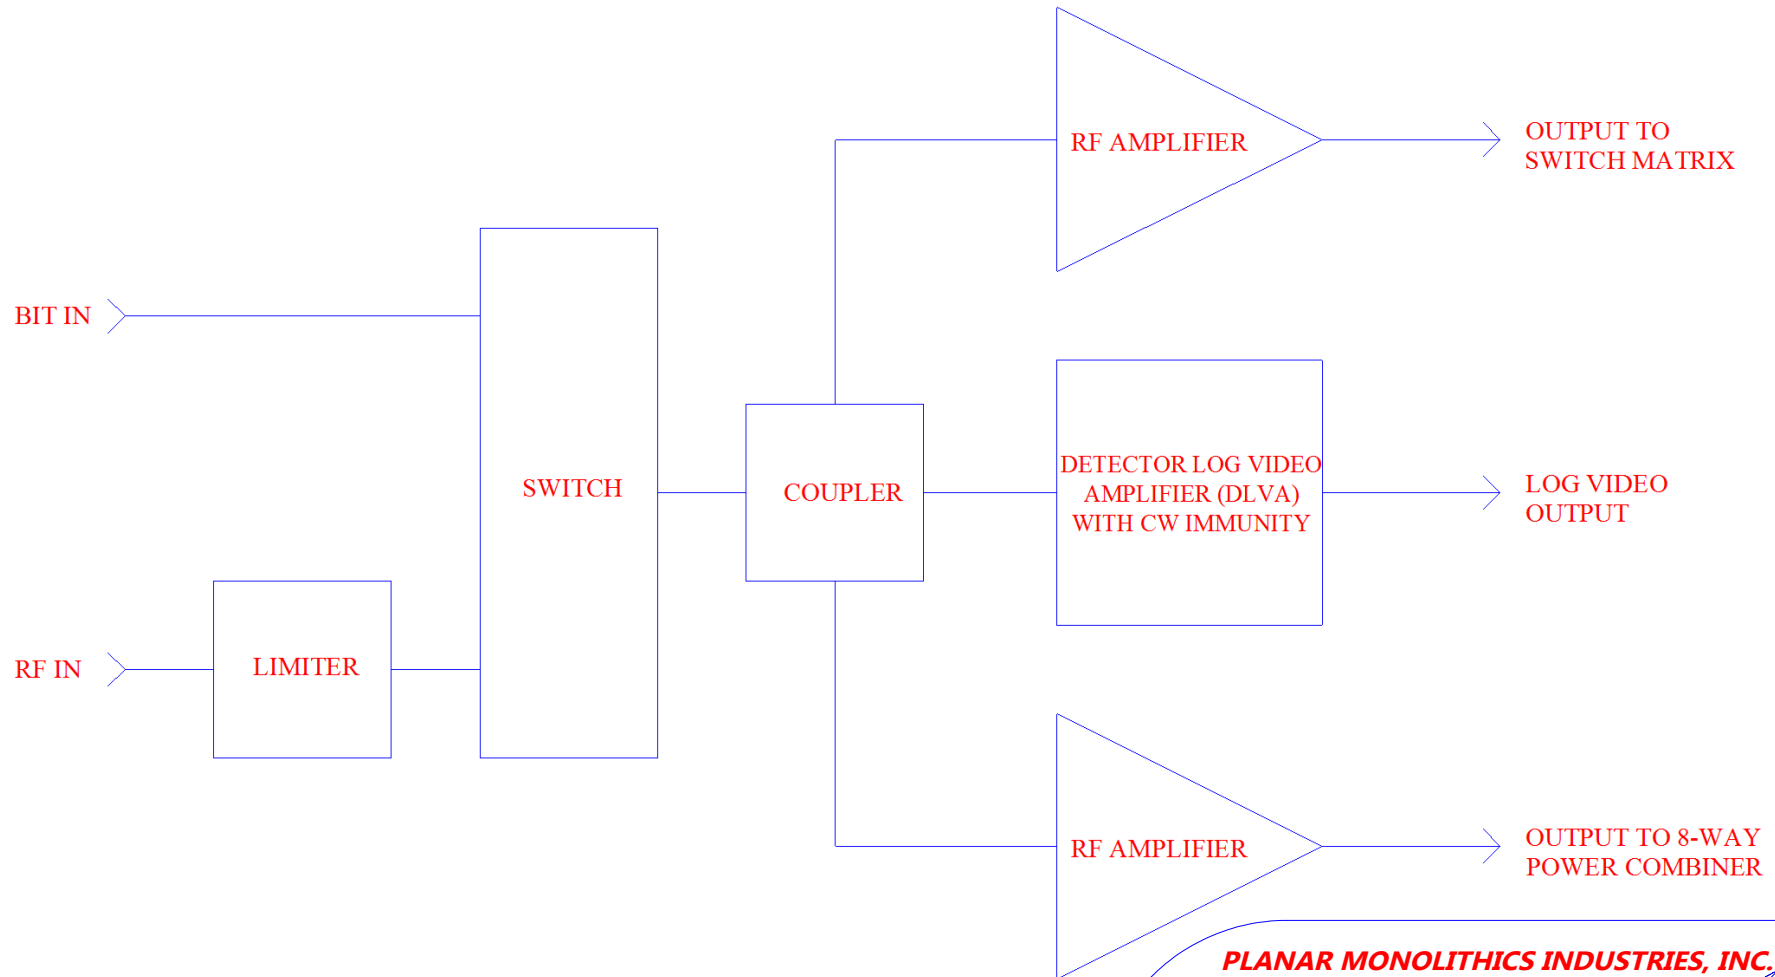 RF AMPLIFIER
OUTPUT TO
SWITCH MATRIX
BIT IN
SWITCH
COUPLER
DETECTOR LOG VIDEO
AMPLIFIER (DLVA)
WITH CW IMMUNITY
LOG VIDEO
OUTPUT
RF IN
LIMITER
RF AMPLIFIER
OUTPUT TO 8-WAY
POWER COMBINER
PLANAR MONOLITHICS INDUSTRIES, INC.